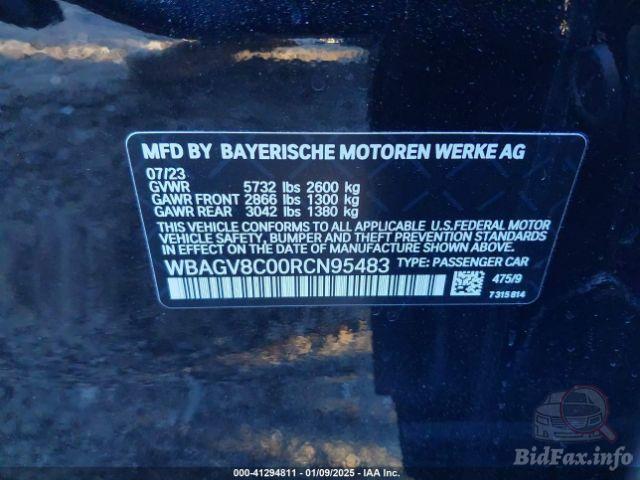 MFD BY BAYERISCHE MOTOREN WERKE AG
07/23
GVWR 5732 lbs 2600 kg
GAWR FRONT 2866 lbs 1300 kg
GAWR REAR 3042 lbs 1380 kg
THIS VEHICLE CONFORMS TO ALL APPLICABLE U.S.FEDERAL MOTOR
VEHICLE SAFETY, BUMPER AND THEFT PREVENTION STANDARDS
IN EFFECT ON THE DATE OF MANUFACTURE SHOWN ABOVE.
WBAGV8C00RCN95483 TYPE: PASSENGER CAR
475/9
7315814
BidFax.info
000-41294811 - 01/09/2025 - IAA Inc.